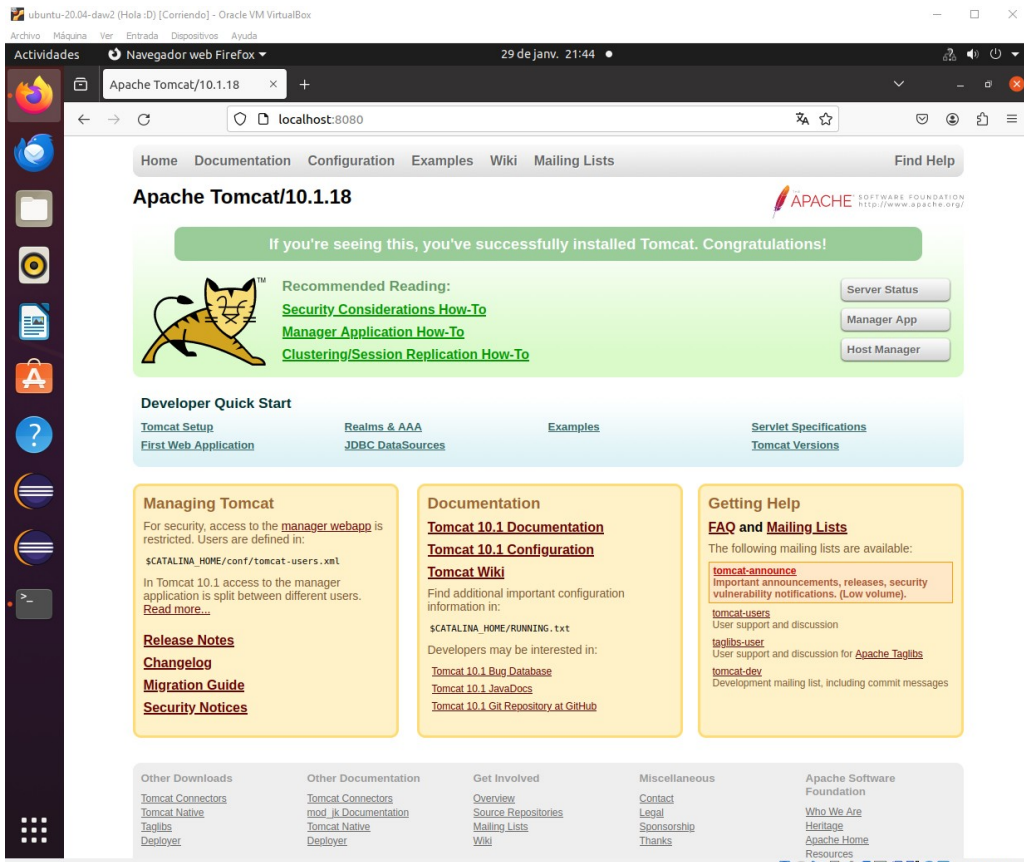 ubuntu-20.04-daw2 (Hola :D) [Corriendo] - Oracle VM VirtualBox
Archivo Máquina Ver Entrada Dispositivos Ayuda
Actividades Navegador web Firefox 29 de janv. 21:44
Apache Tomcat/10.1.18
localhost:8080
Home Documentation Configuration Examples Wiki Mailing Lists Find Help
Apache Tomcat/10.1.18
THE APACHE™ SOFTWARE FOUNDATION
http://www.apache.org/
If you're seeing this, you've successfully installed Tomcat. Congratulations!
TM
Recommended Reading:
Security Considerations How-To
Manager Application How-To
Clustering/Session Replication How-To
Server Status
Manager App
Host Manager
Developer Quick Start
Tomcat Setup
First Web Application
Realms & AAA
JDBC DataSources
Examples
Servlet Specifications
Tomcat Versions
Managing Tomcat
For security, access to the manager webapp is
restricted. Users are defined in:
$CATALINA_HOME/conf/tomcat-users.xml
In Tomcat 10.1 access to the manager
application is split between different users.
Read more...
Release Notes
Changelog
Migration Guide
Security Notices
Documentation
Tomcat 10.1 Documentation
Tomcat 10.1 Configuration
Tomcat Wiki
Find additional important configuration
information in:
$CATALINA_HOME/RUNNING.txt
Developers may be interested in:
Tomcat 10.1 Bug Database
Tomcat 10.1 JavaDocs
Tomcat 10.1 Git Repository at GitHub
Getting Help
FAQ and Mailing Lists
The following mailing lists are available:
tomcat-announce
Important announcements, releases, security
vulnerability notifications. (Low volume).
tomcat-users
User support and discussion
taglibs-user
User support and discussion for Apache Taglibs
tomcat-dev
Development mailing list, including commit messages
Other Downloads
Tomcat Connectors
Tomcat Native
Taglibs
Deployer
Other Documentation
Tomcat Connectors
mod_jk Documentation
Tomcat Native
Deployer
Get Involved
Overview
Source Repositories
Mailing Lists
Wiki
Miscellaneous
Contact
Legal
Sponsorship
Thanks
Apache Software
Foundation
Who We Are
Heritage
Apache Home
Resources